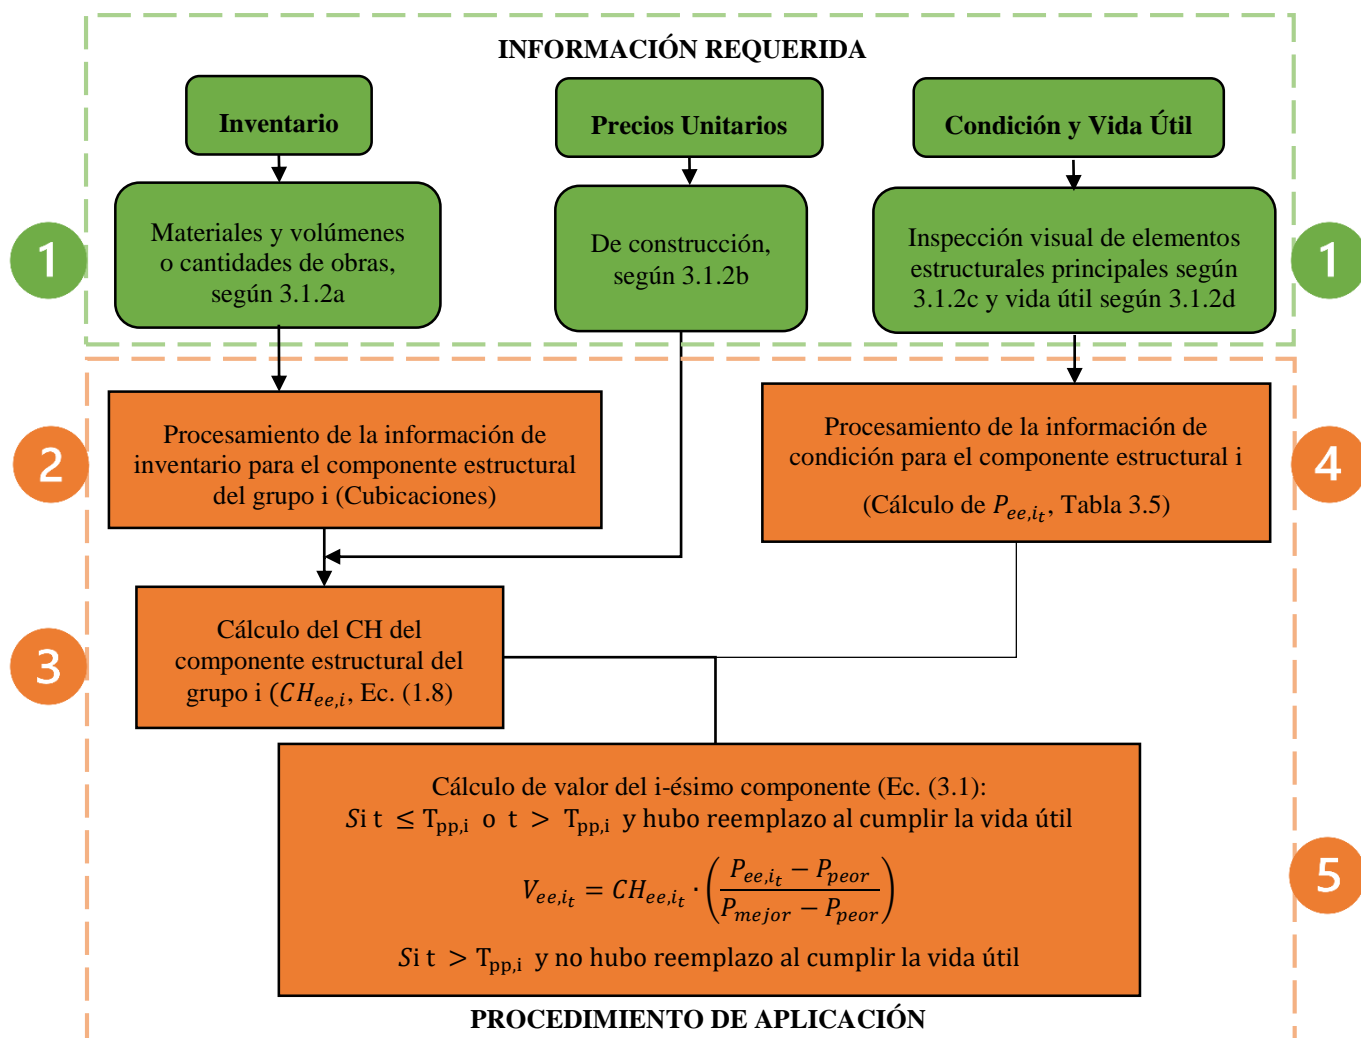 INFORMACIÓN REQUERIDA
Inventario
Precios Unitarios
Condición y Vida Útil
1
Materiales y volúmenes
o cantidades de obras,
según 3.1.2a
De construcción,
según 3.1.2b
Inspección visual de elementos
estructurales principales según
3.1.2c y vida útil según 3.1.2d
1
2
Procesamiento de la información de
inventario para el componente estructural
del grupo i (Cubicaciones)
Procesamiento de la información de
condición para el componente estructural i
(Cálculo de $P_{ee,i_t}$, Tabla 3.5)
4
3
Cálculo del CH del
componente estructural del
grupo i ($CH_{ee,i}$, Ec. (1.8)
Cálculo de valor del i-ésimo componente (Ec. (3.1):
Si t ≤ T_{pp,i} o t > T_{pp,i} y hubo reemplazo al cumplir la vida útil
$V_{ee,i_t} = CH_{ee,i_t} \cdot \left( \frac{P_{ee,i_t} - P_{peor}}{P_{mejor} - P_{peor}} \right)$
Si t > T_{pp,i} y no hubo reemplazo al cumplir la vida útil
5
PROCEDIMIENTO DE APLICACIÓN